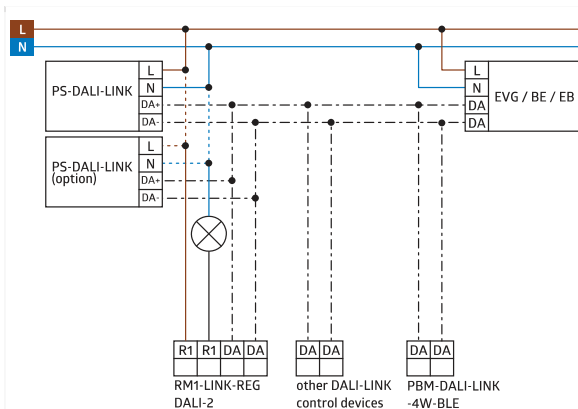 L
N
PS-DALI-LINK
L
N
DA+
DA-
L
N
DA
DA
EVG / BE / EB
PS-DALI-LINK
(option)
L
N
DA+
DA-
R1 R1 DA DA
DA DA
DA DA
RM1-LINK-REG
DALI-2
other DALI-LINK
control devices
PBM-DALI-LINK
-4W-BLE